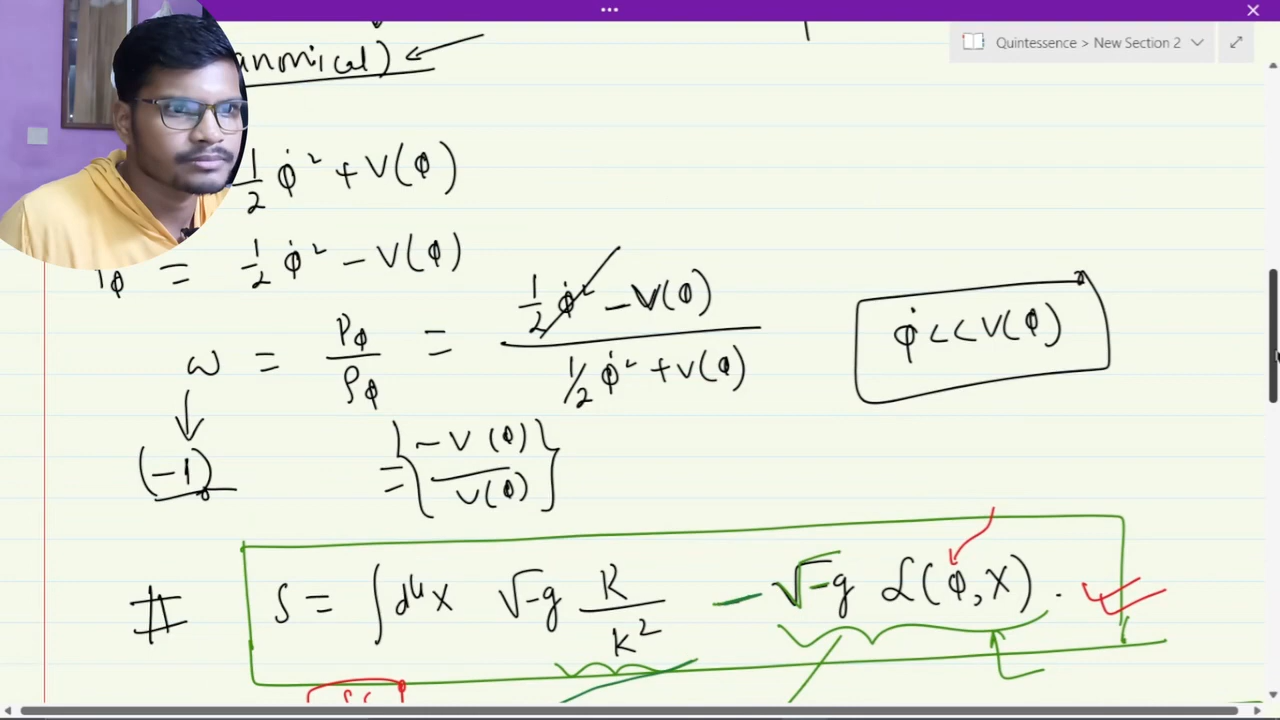 Quintessence > New Section 2
anonical)
1/2 φ̇² + V(φ)
Pφ = 1/2 φ̇² - V(φ)
ω = Pφ/ρφ = (1/2 φ̇² - V(φ))/(1/2 φ̇² + V(φ))
φ̇ << V(φ)
(-1) = {-V(φ)/V(φ)}
# S = ∫ d⁴x √-g R/k² - √-g ℒ(φ, X).